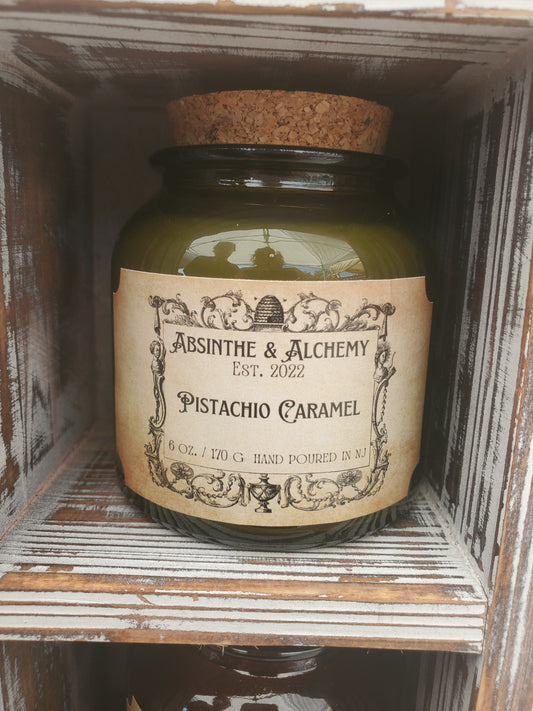 Absinthe & Alchemy
Est. 2022
Pistachio Caramel
6 oz. / 170 g Hand poured in NJ